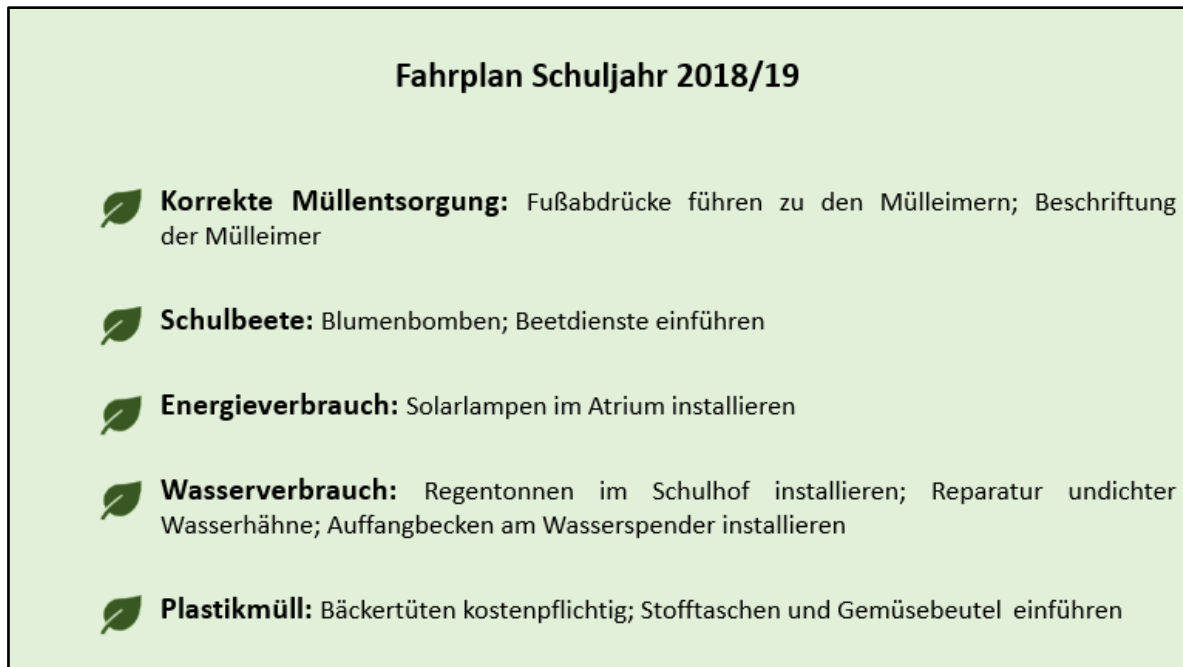 Fahrplan Schuljahr 2018/19
Korrekte Müllentsorgung: Fußabdrücke führen zu den Mülleimern; Beschriftung
der Mülleimer
Schulbeete: Blumenbomben; Beetdienste einführen
Energieverbrauch: Solarlampen im Atrium installieren
Wasserverbrauch: Regentonnen im Schulhof installieren; Reparatur undichter
Wasserhähne; Auffangbecken am Wasserspender installieren
Plastikmüll: Bäckertüten kostenpflichtig; Stofftaschen und Gemüsebeutel einführen